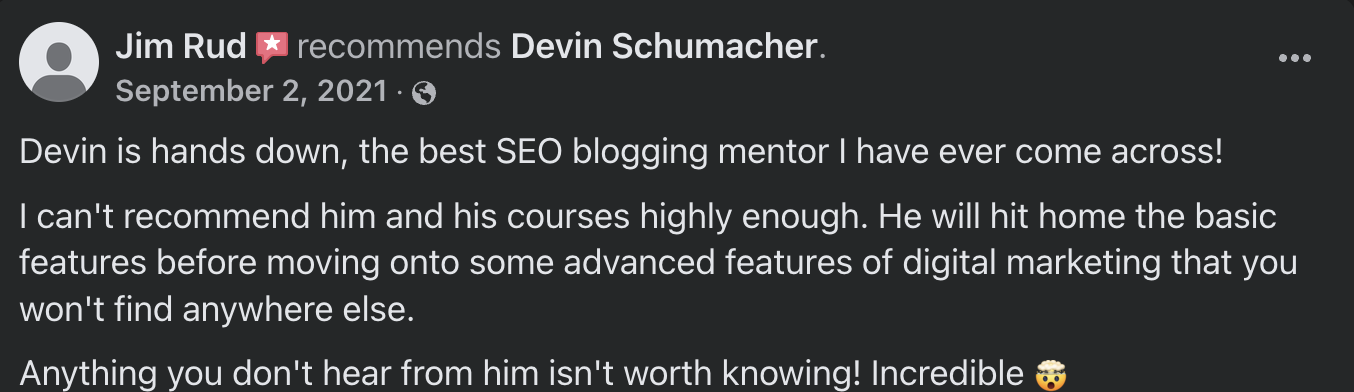 Jim Rud recommends Devin Schumacher.
September 2, 2021 ·
Devin is hands down, the best SEO blogging mentor I have ever come across!
I can't recommend him and his courses highly enough. He will hit home the basic
features before moving onto some advanced features of digital marketing that you
won't find anywhere else.
Anything you don't hear from him isn't worth knowing! Incredible 🤯